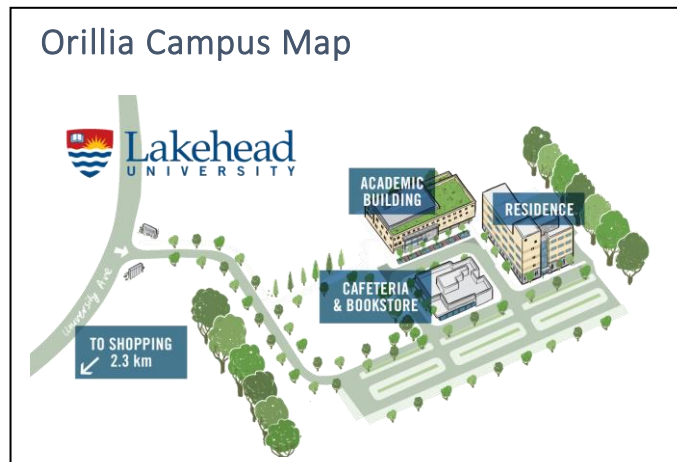 Orillia Campus Map
Lakehead
UNIVERSITY
ACADEMIC
BUILDING
RESIDENCE
CAFETERIA
& BOOKSTORE
University Ave
TO SHOPPING
2.3 km